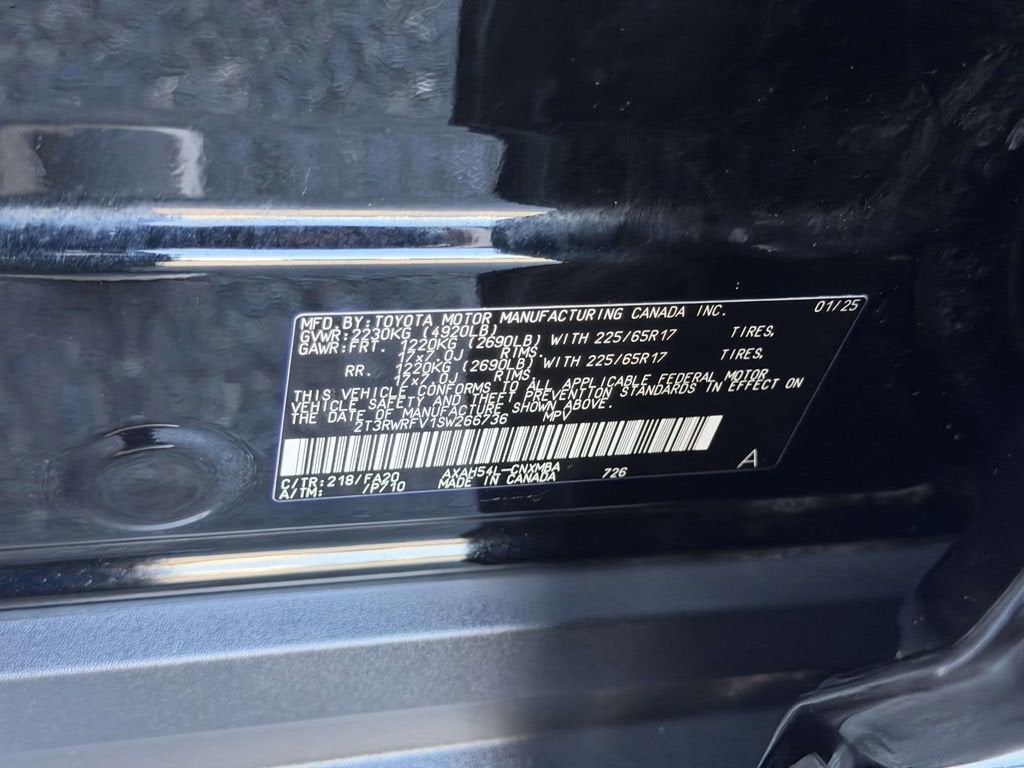 MFD. BY: TOYOTA MOTOR MANUFACTURING CANADA INC. 01/25
GVWR: 2230KG (4920LB)
GAWR: FRT. 1220KG (2690LB) WITH 225/65R17 TIRES,
17x7.0J RIMS.
RR. 1220KG (2690LB) WITH 225/65R17 TIRES,
17x7.0J RIMS.
THIS VEHICLE CONFORMS TO ALL APPLICABLE FEDERAL MOTOR
VEHICLE SAFETY AND THEFT PREVENTION STANDARDS IN EFFECT ON
THE DATE OF MANUFACTURE SHOWN ABOVE.
2T3RWRFV1SW266736 MPV
C/TR: 218/FA20 AXAH54L-CNXMBA 726 A
A/TM: /P710 MADE IN CANADA